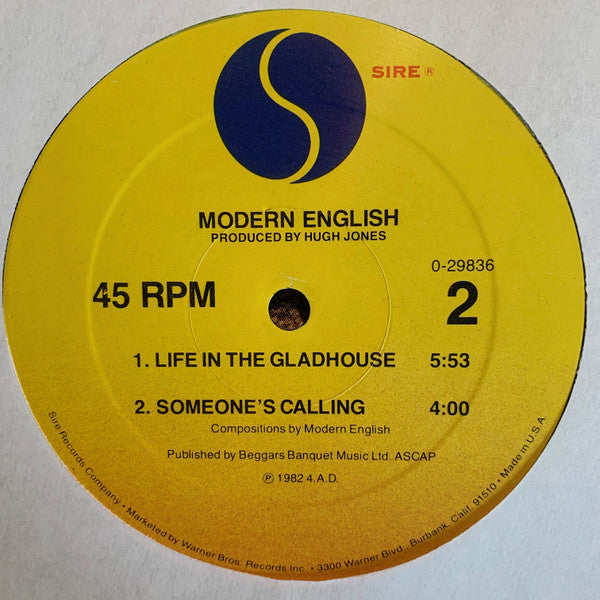 SIRE ®
MODERN ENGLISH
PRODUCED BY HUGH JONES
0-29836
45 RPM
2
1. LIFE IN THE GLADHOUSE 5:53
2. SOMEONE'S CALLING 4:00
Compositions by Modern English
Published by Beggars Banquet Music Ltd. ASCAP
℗ 1982 4.A.D.
Sire Records Company • Marketed by Warner Bros. Records Inc • 3300 Warner Blvd., Burbank, Calif. 91510 • Made in U.S.A.